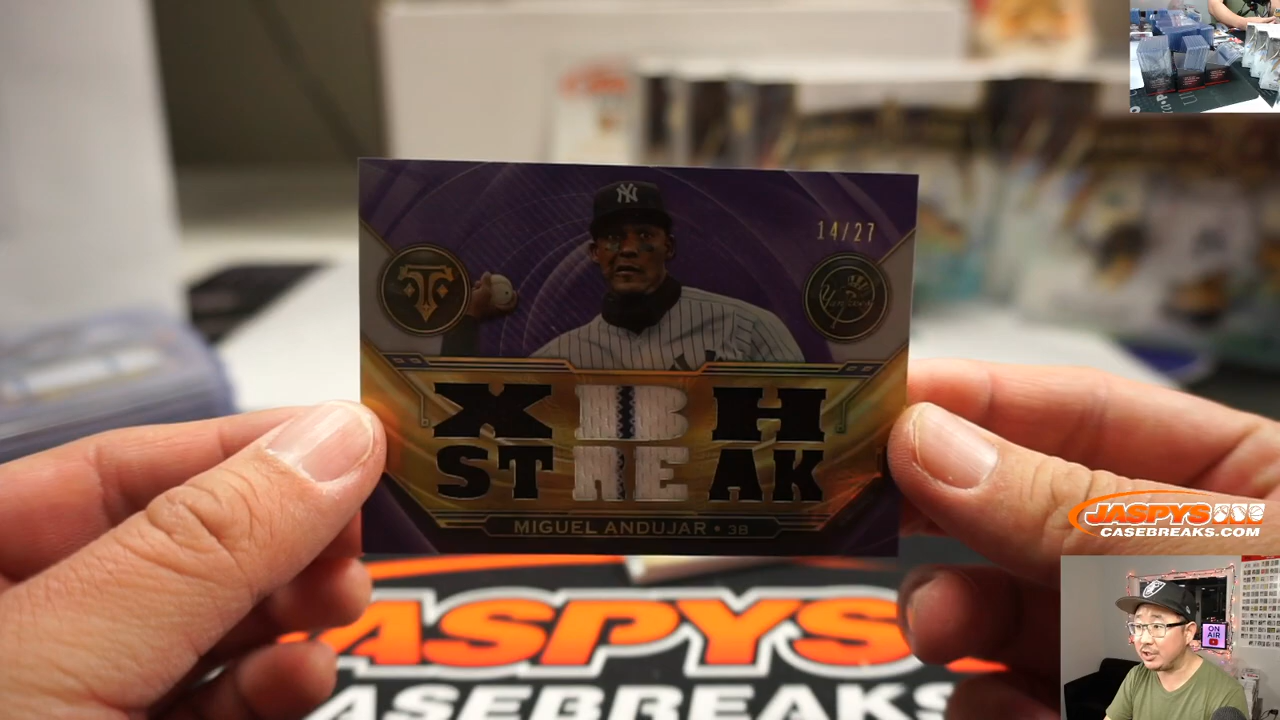 14/27
XBH
STREAK
MIGUEL ANDUJAR • 3B
JASPYS
CASEBREAKS.COM
ON
AIR
JASPYS
CASEBREAKS